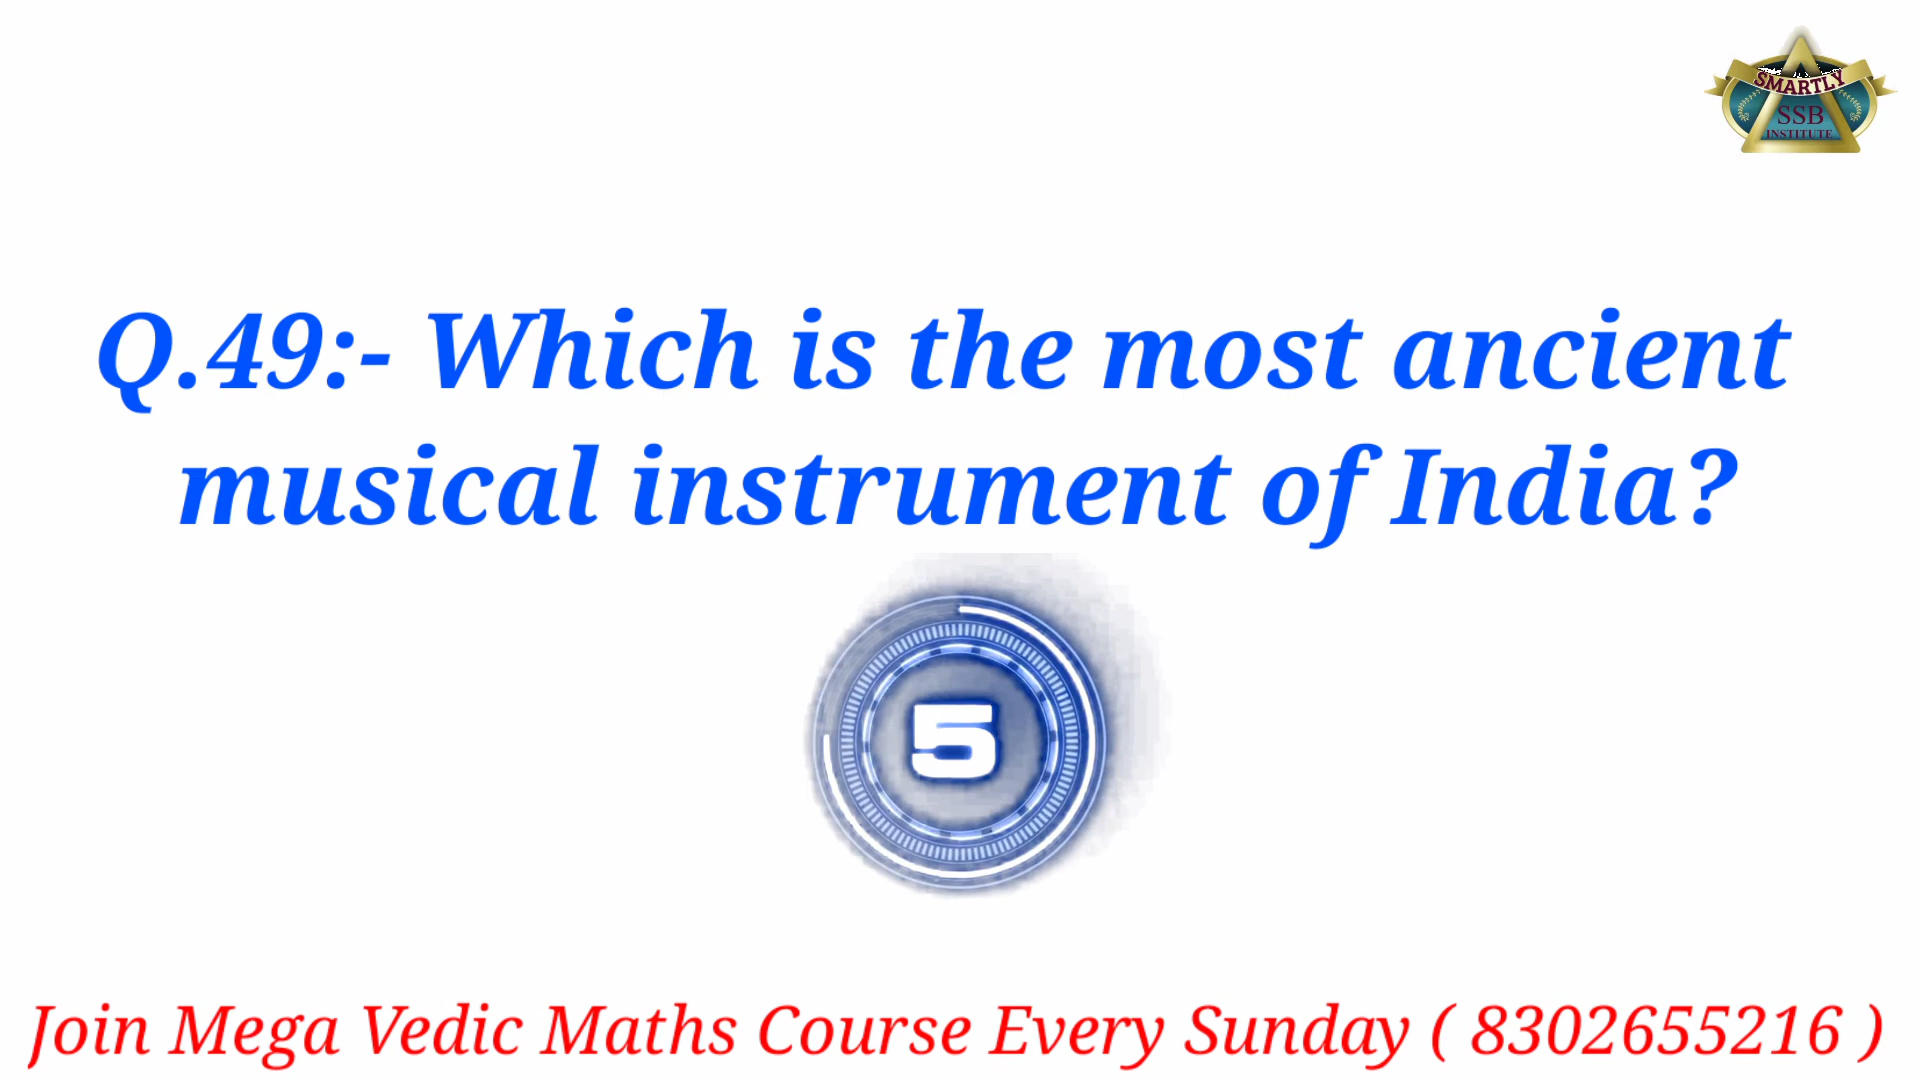 SMARTLY
SSB
INSTITUTE
Q.49:- Which is the most ancient
musical instrument of India?
5
Join Mega Vedic Maths Course Every Sunday ( 8302655216 )